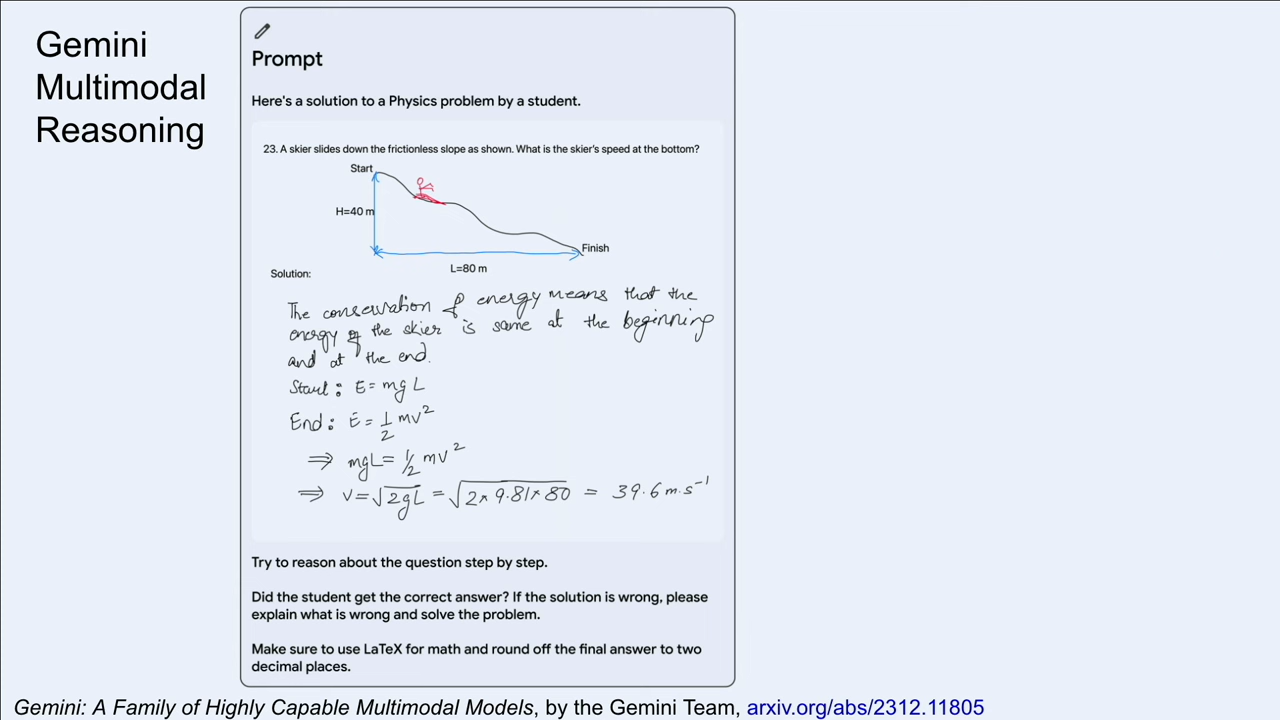 Gemini
Multimodal
Reasoning
Prompt
Here's a solution to a Physics problem by a student.
23. A skier slides down the frictionless slope as shown. What is the skier's speed at the bottom?
Start
H=40 m
Finish
L=80 m
Solution:
The conservation of energy means that the
energy of the skier is same at the beginning
and at the end.
Start: E = mgL
End: E = 1/2 mv²
⇒ mgL = 1/2 mv²
⇒ v = √2gL = √2×9.81×80 = 39.6 m.s⁻¹
Try to reason about the question step by step.
Did the student get the correct answer? If the solution is wrong, please
explain what is wrong and solve the problem.
Make sure to use LaTeX for math and round off the final answer to two
decimal places.
Gemini: A Family of Highly Capable Multimodal Models, by the Gemini Team, arxiv.org/abs/2312.11805